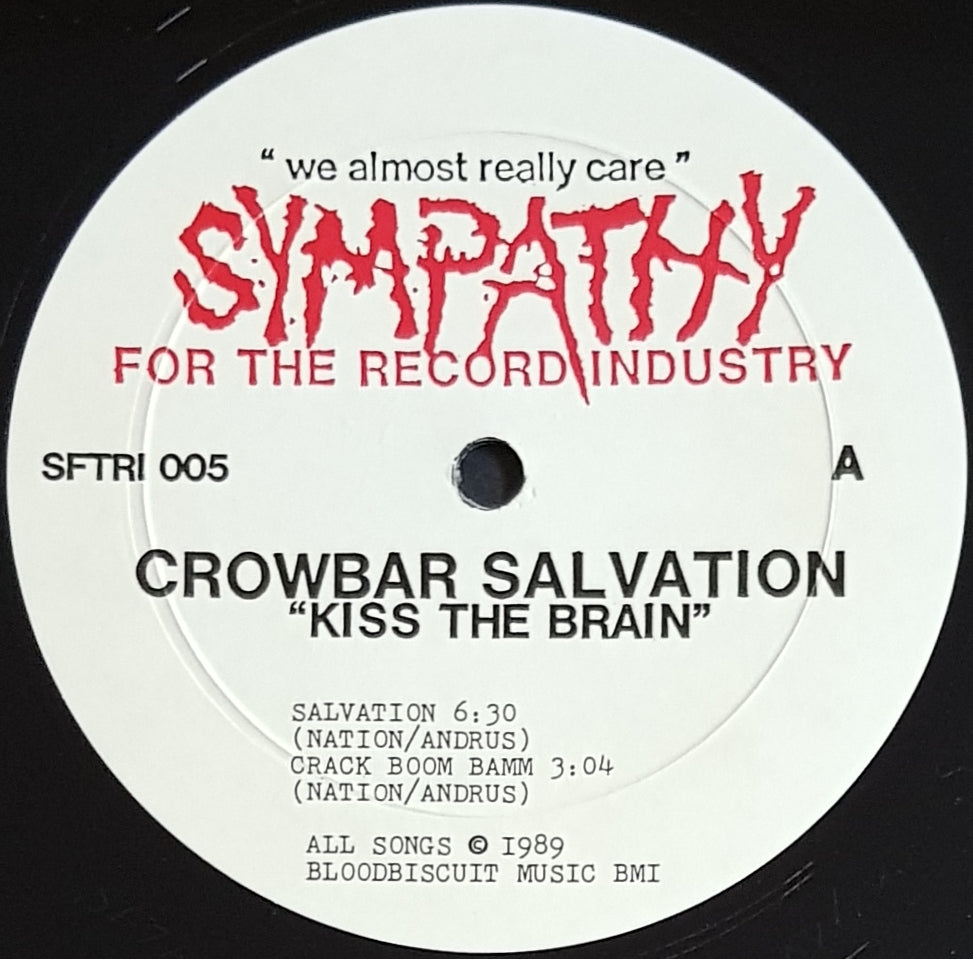 “ we almost really care ”
SYMPATHY
FOR THE RECORD INDUSTRY
SFTRI 005
A
CROWBAR SALVATION
“KISS THE BRAIN”
SALVATION 6:30
(NATION/ANDRUS)
CRACK BOOM BAMM 3:04
(NATION/ANDRUS)
ALL SONGS © 1989
BLOODBISCUIT MUSIC BMI